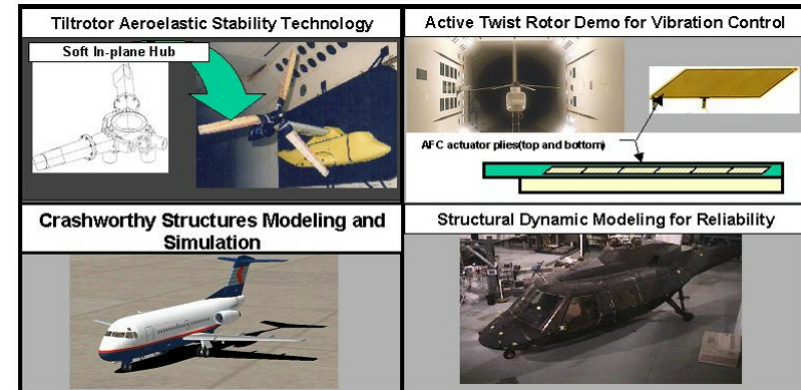 Tiltrotor Aeroelastic Stability Technology
Soft In-plane Hub
Active Twist Rotor Demo for Vibration Control
AFC actuator plies(top and bottom)
Crashworthy Structures Modeling and
Simulation
Structural Dynamic Modeling for Reliability